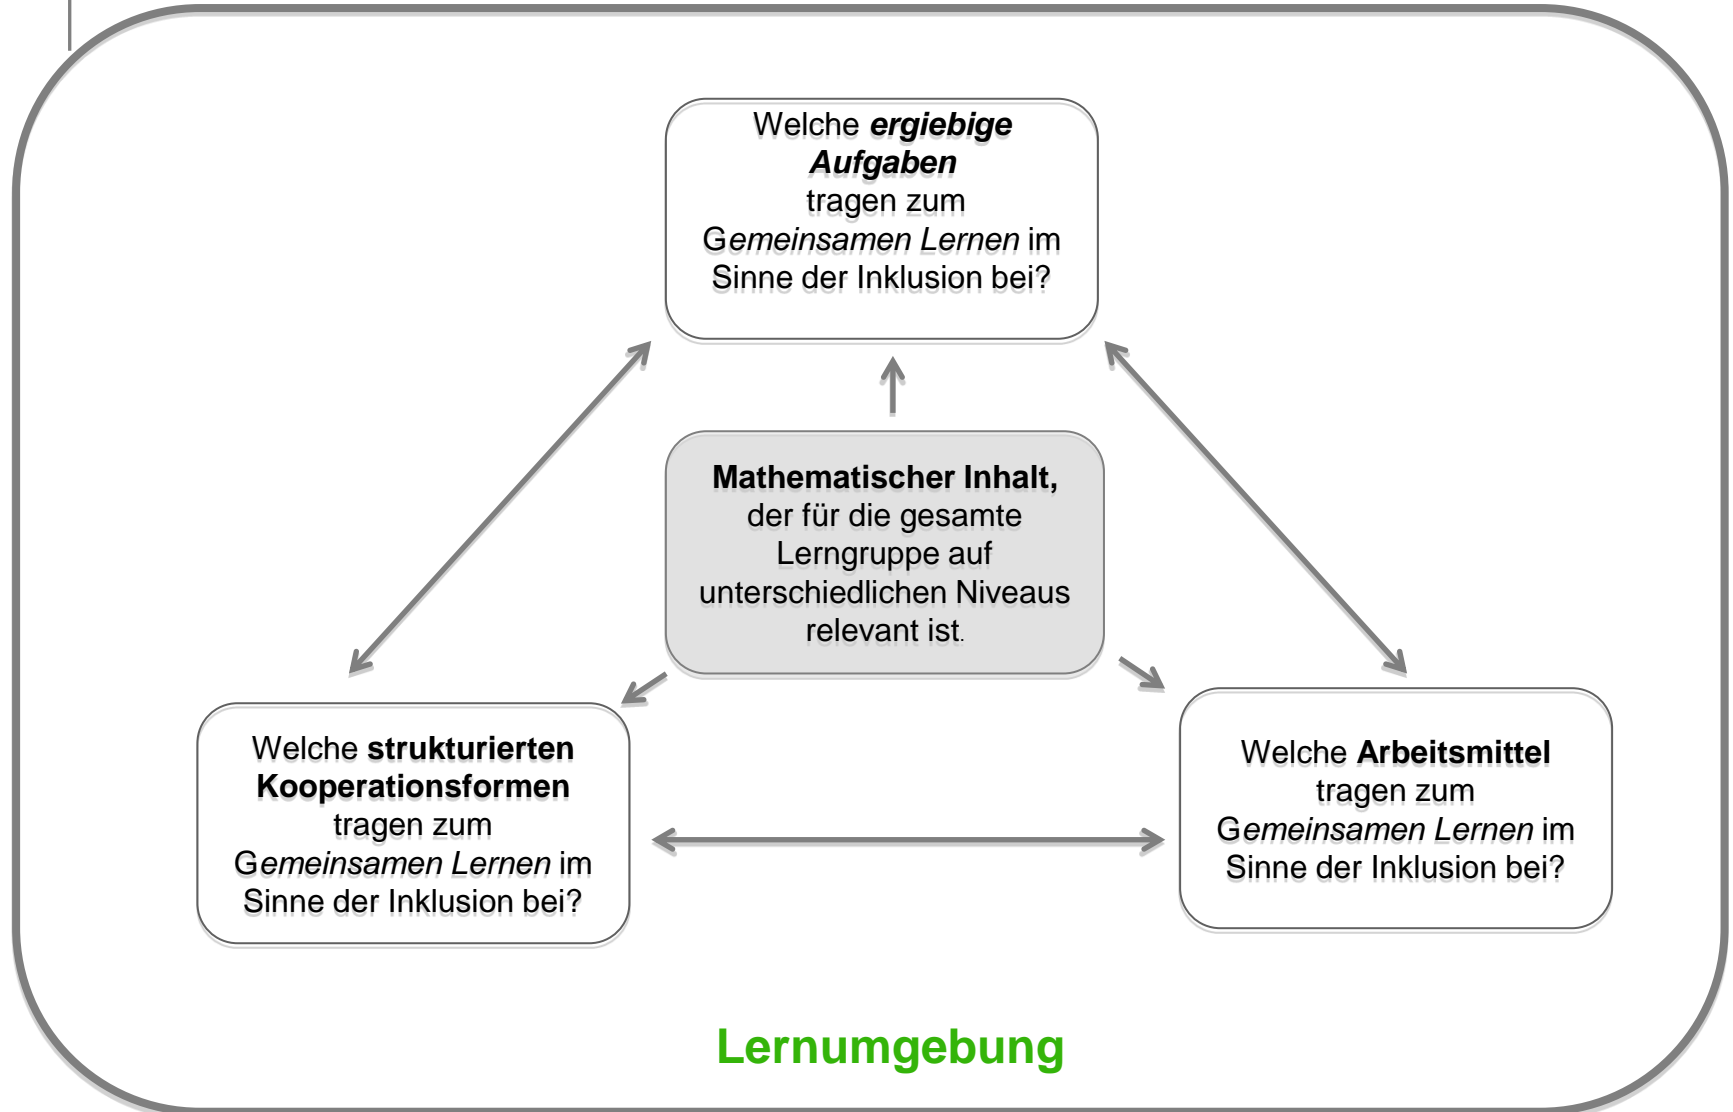 Welche ergiebige
Aufgaben
tragen zum
Gemeinsamen Lernen im
Sinne der Inklusion bei?
Mathematischer Inhalt,
der für die gesamte
Lerngruppe auf
unterschiedlichen Niveaus
relevant ist.
Welche strukturierten
Kooperationsformen
tragen zum
Gemeinsamen Lernen im
Sinne der Inklusion bei?
Welche Arbeitsmittel
tragen zum
Gemeinsamen Lernen im
Sinne der Inklusion bei?
Lernumgebung